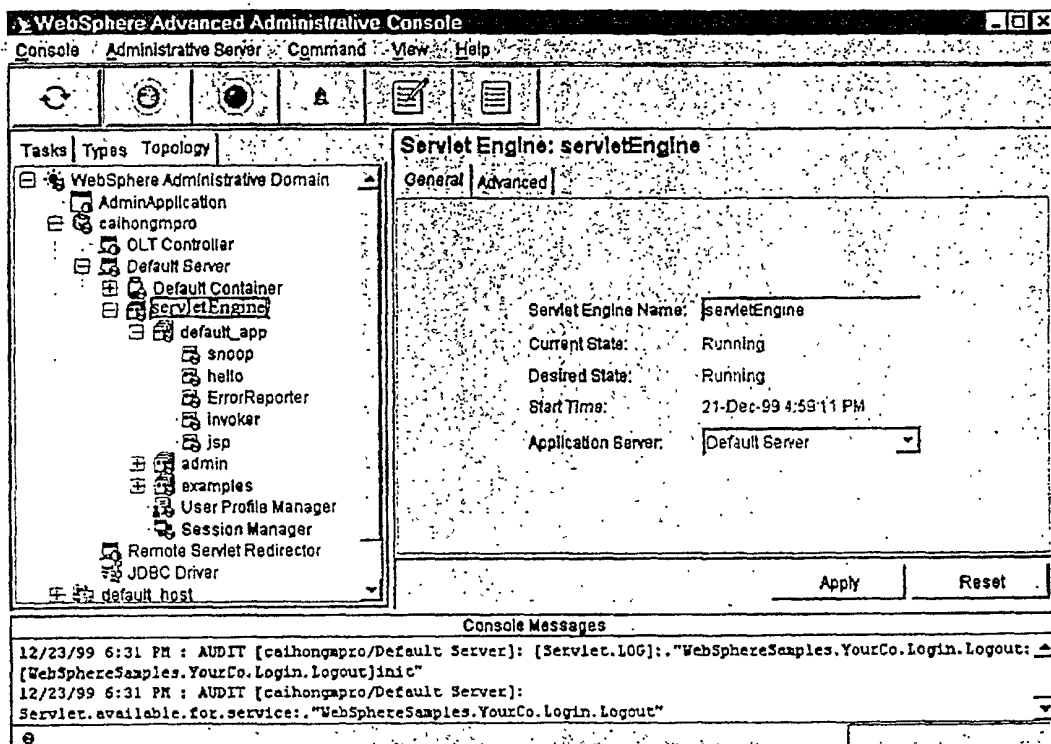 WebSphere Advanced Administrative Console
Console Administrative Server Command View Help
Tasks Types Topology
WebSphere Administrative Domain
AdminApplication
caihongmpro
OLT Controller
Default Server
Default Container
servletEngine
default_app
snoop
hello
ErrorReporter
invoker
jsp
admin
examples
User Profile Manager
Session Manager
Remote Servlet Redirector
JDBC Driver
default_host
Servlet Engine: servletEngine
General Advanced
Servlet Engine Name: servletEngine
Current State: Running
Desired State: Running
Start Time: 21-Dec-99 4:59:11 PM
Application Server: Default Server
Apply Reset
Console Messages
12/23/99 6:31 PM : AUDIT [caihongmpro/Default Server]: [Servlet.LOG]:."WebSphereSamples.YourCo.Login.Logout:
[WebSphereSamples.YourCo.Login.Logout]init"
12/23/99 6:31 PM : AUDIT [caihongmpro/Default Server]:
Servlet.available.for.service:."WebSphereSamples.YourCo.Login.Logout"